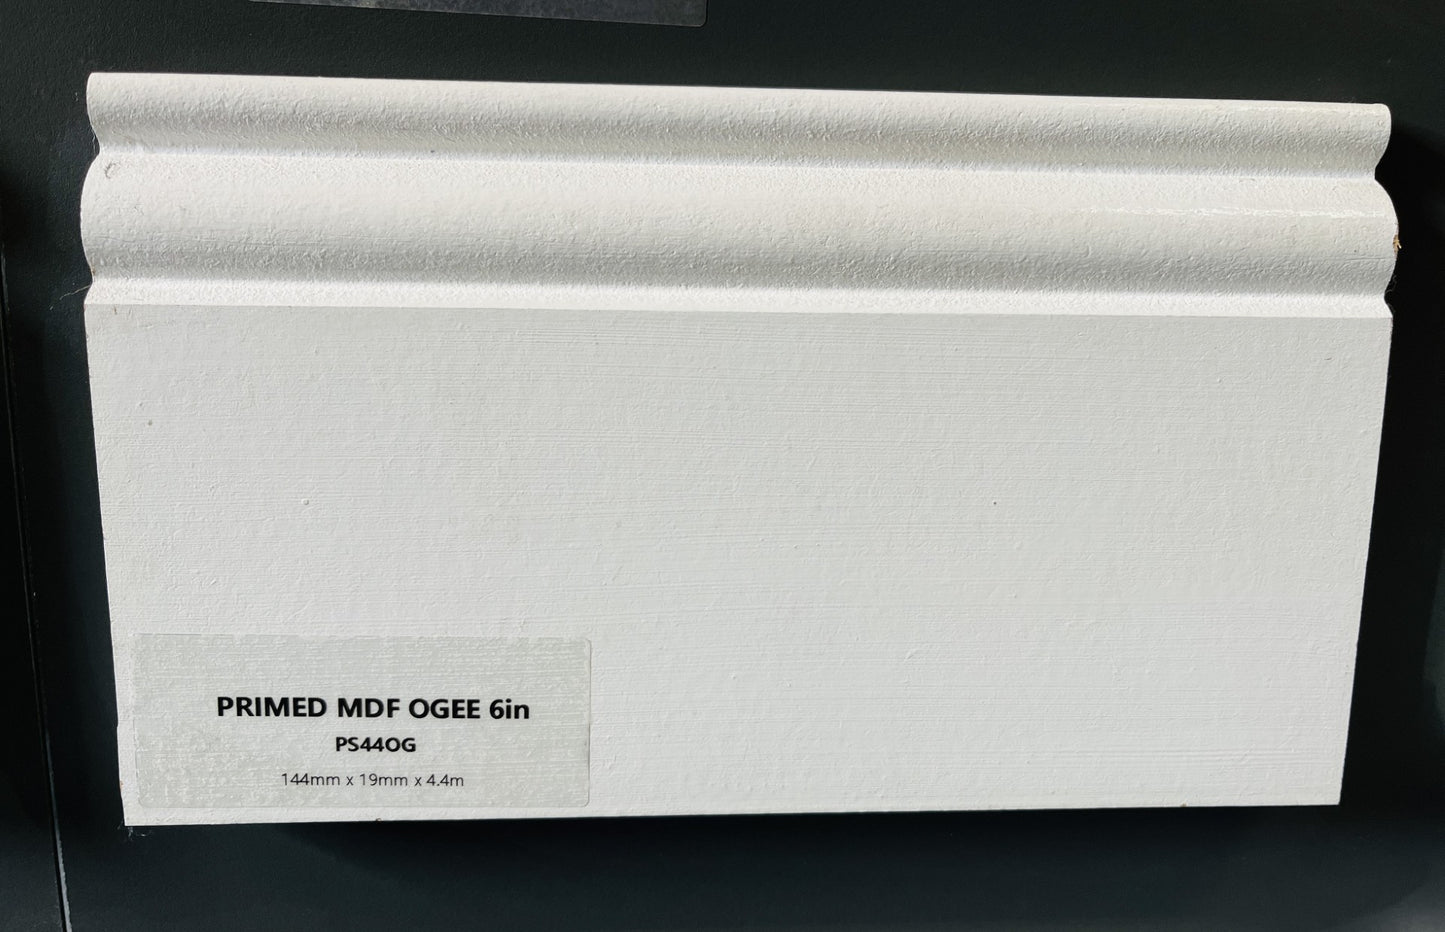 PRIMED MDF OGEE 6in
PS44OG
144mm x 19mm x 4.4m